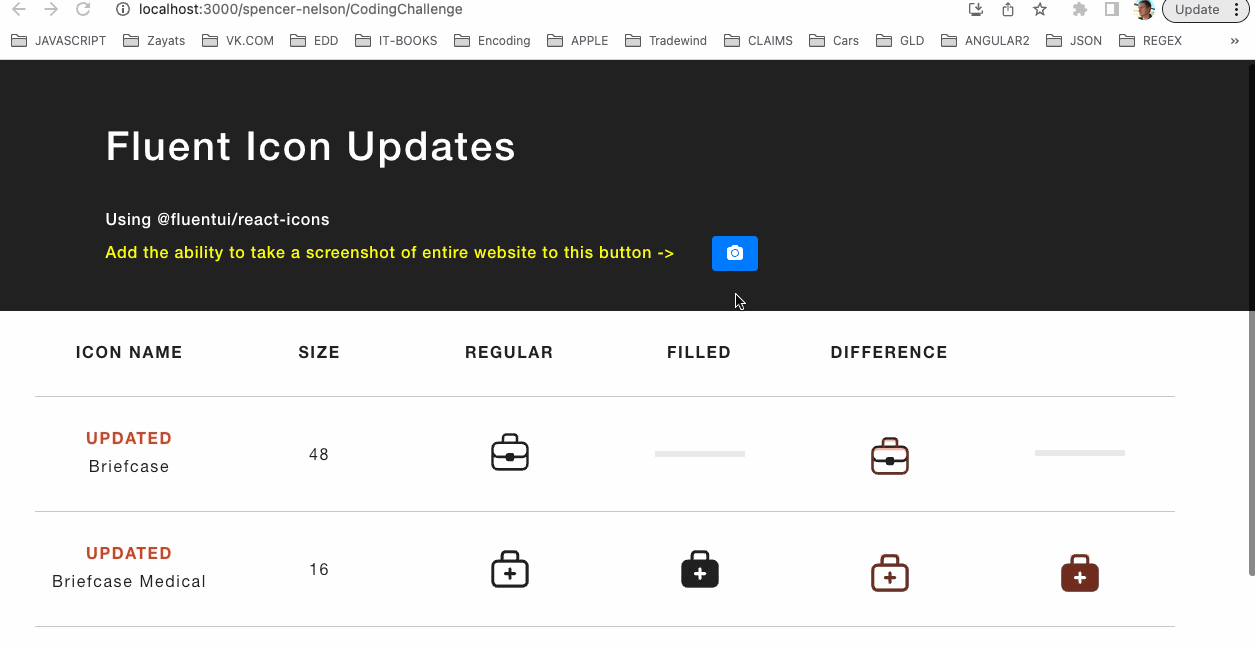 localhost:3000/spencer-nelson/CodingChallenge
Update
JAVASCRIPT Zayats VK.COM EDD IT-BOOKS Encoding APPLE Tradewind CLAIMS Cars GLD ANGULAR2 JSON REGEX »
Fluent Icon Updates
Using @fluentui/react-icons
Add the ability to take a screenshot of entire website to this button ->
ICON NAME SIZE REGULAR FILLED DIFFERENCE
UPDATED
Briefcase 48
UPDATED
Briefcase Medical 16